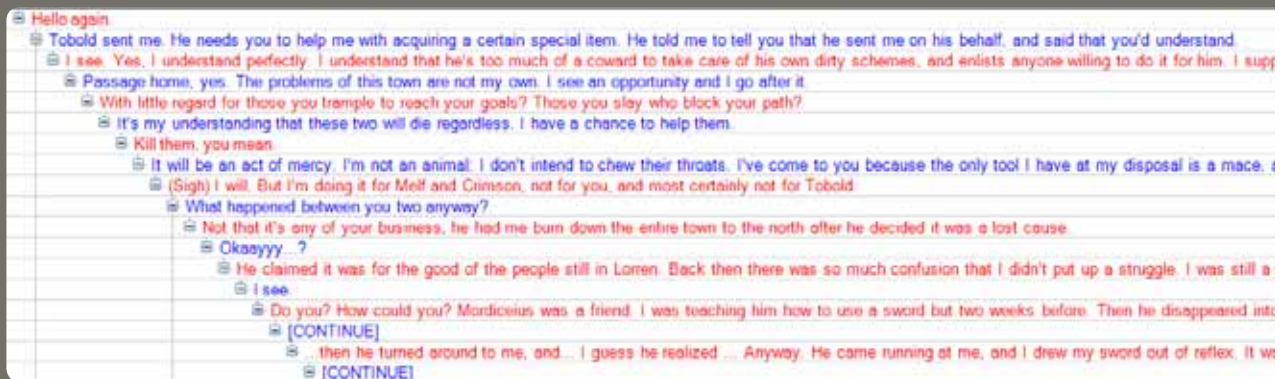 Hello again.
Tobold sent me. He needs you to help me with acquiring a certain special item. He told me to tell you that he sent me on his behalf, and said that you'd understand.
I see. Yes, I understand perfectly. I understand that he's too much of a coward to take care of his own dirty schemes, and enlists anyone willing to do it for him. I supp
Passage home, yes. The problems of this town are not my own. I see an opportunity and I go after it.
With little regard for those you trample to reach your goals? Those you slay who block your path?
It's my understanding that these two will die regardless. I have a chance to help them.
Kill them, you mean.
It will be an act of mercy. I'm not an animal; I don't intend to chew their throats. I've come to you because the only tool I have at my disposal is a mace, a
(Sigh) I will. But I'm doing it for Melf and Crimson, not for you, and most certainly not for Tobold.
What happened between you two anyway?
Not that it's any of your business, he had me burn down the entire town to the north after he decided it was a lost cause.
Okaayyy...?
He claimed it was for the good of the people still in Lorren. Back then there was so much confusion that I didn't put up a struggle. I was still a
I see.
Do you? How could you? Mordiceius was a friend. I was teaching him how to use a sword but two weeks before. Then he disappeared into
[CONTINUE]
...then he turned around to me, and... I guess he realized ... Anyway. He came running at me, and I drew my sword out of reflex. It wa
[CONTINUE]